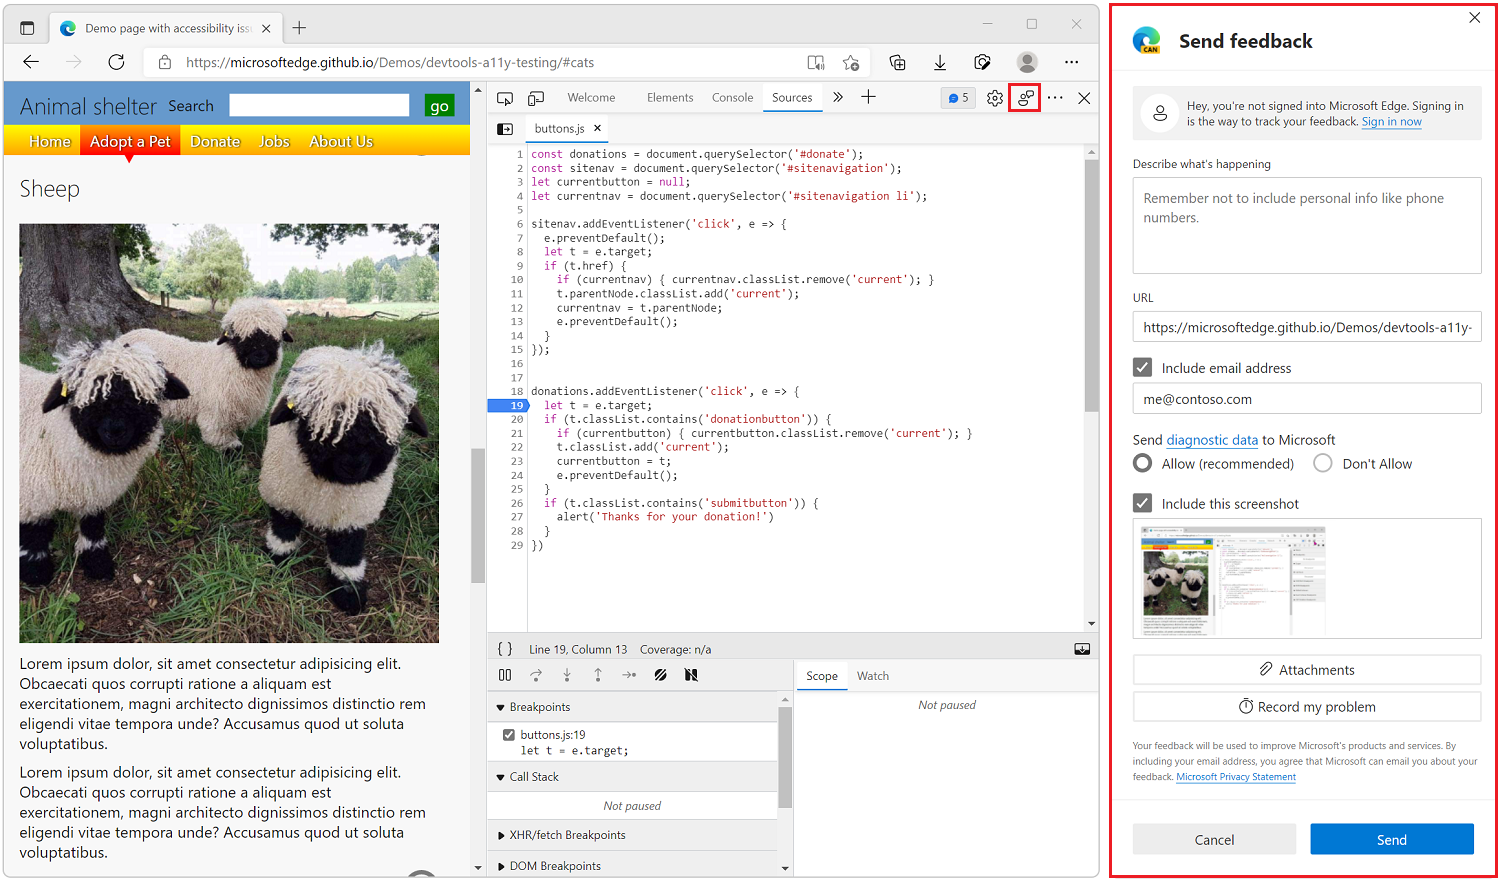 Demo page with accessibility iss
https://microsoftedge.github.io/Demos/devtools-a11y-testing/#cats
Animal shelter Search go
Home Adopt a Pet Donate Jobs About Us
Sheep
Lorem ipsum dolor, sit amet consectetur adipisicing elit.
Obcaecati quos corrupti ratione a aliquam est
exercitationem, magni architecto dignissimos distinctio rem
eligendi vitae tempora unde? Accusamus quod ut soluta
voluptatibus.
Lorem ipsum dolor, sit amet consectetur adipisicing elit.
Obcaecati quos corrupti ratione a aliquam est
exercitationem, magni architecto dignissimos distinctio rem
eligendi vitae tempora unde? Accusamus quod ut soluta
voluptatibus.
Welcome Elements Console Sources 5
buttons.js
1 const donations = document.querySelector('#donate');
2 const sitenav = document.querySelector('#sitenavigation');
3 let currentbutton = null;
4 let currentnav = document.querySelector('#sitenavigation li');
5
6 sitenav.addEventListener('click', e => {
7 e.preventDefault();
8 let t = e.target;
9 if (t.href) {
10 if (currentnav) { currentnav.classList.remove('current'); }
11 t.parentNode.classList.add('current');
12 currentnav = t.parentNode;
13 e.preventDefault();
14 }
15 });
16
17
18 donations.addEventListener('click', e => {
19 let t = e.target;
20 if (t.classList.contains('donationbutton')) {
21 if (currentbutton) { currentbutton.classList.remove('current'); }
22 t.classList.add('current');
23 currentbutton = t;
24 e.preventDefault();
25 }
26 if (t.classList.contains('submitbutton')) {
27 alert('Thanks for your donation!')
28 }
29 })
{ } Line 19, Column 13 Coverage: n/a
Breakpoints
buttons.js:19
let t = e.target;
Call Stack
Not paused
XHR/fetch Breakpoints
DOM Breakpoints
Scope Watch
Not paused
CAN
Send feedback
Hey, you're not signed into Microsoft Edge. Signing in
is the way to track your feedback. Sign in now
Describe what's happening
Remember not to include personal info like phone
numbers.
URL
https://microsoftedge.github.io/Demos/devtools-a11y-
Include email address
me@contoso.com
Send diagnostic data to Microsoft
Allow (recommended) Don't Allow
Include this screenshot
Attachments
Record my problem
Your feedback will be used to improve Microsoft's products and services. By
including your email address, you agree that Microsoft can email you about your
feedback. Microsoft Privacy Statement
Cancel Send